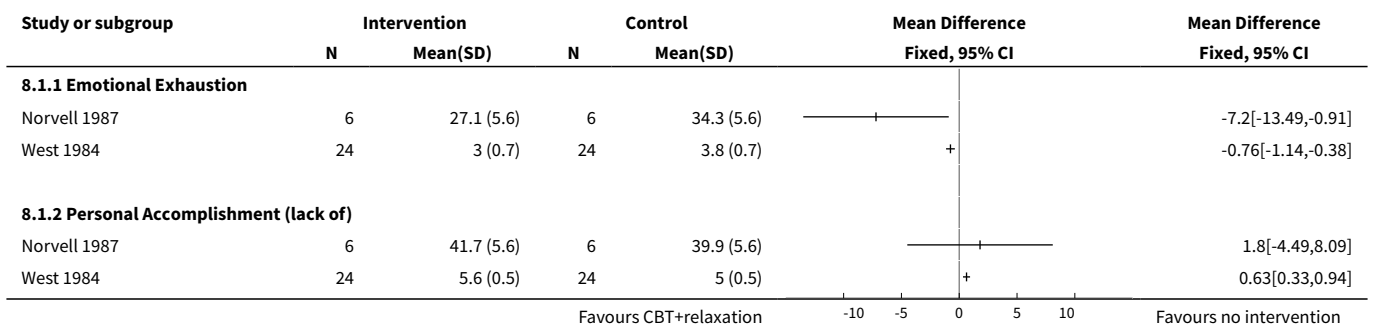 Study or subgroup Intervention Control Mean Difference Mean Difference
N Mean(SD) N Mean(SD) Fixed, 95% CI Fixed, 95% CI
8.1.1 Emotional Exhaustion
Norvell 1987 6 27.1 (5.6) 6 34.3 (5.6) -7.2[-13.49,-0.91]
West 1984 24 3 (0.7) 24 3.8 (0.7) -0.76[-1.14,-0.38]
8.1.2 Personal Accomplishment (lack of)
Norvell 1987 6 41.7 (5.6) 6 39.9 (5.6) 1.8[-4.49,8.09]
West 1984 24 5.6 (0.5) 24 5 (0.5) 0.63[0.33,0.94]
Favours CBT+relaxation -10 -5 0 5 10 Favours no intervention